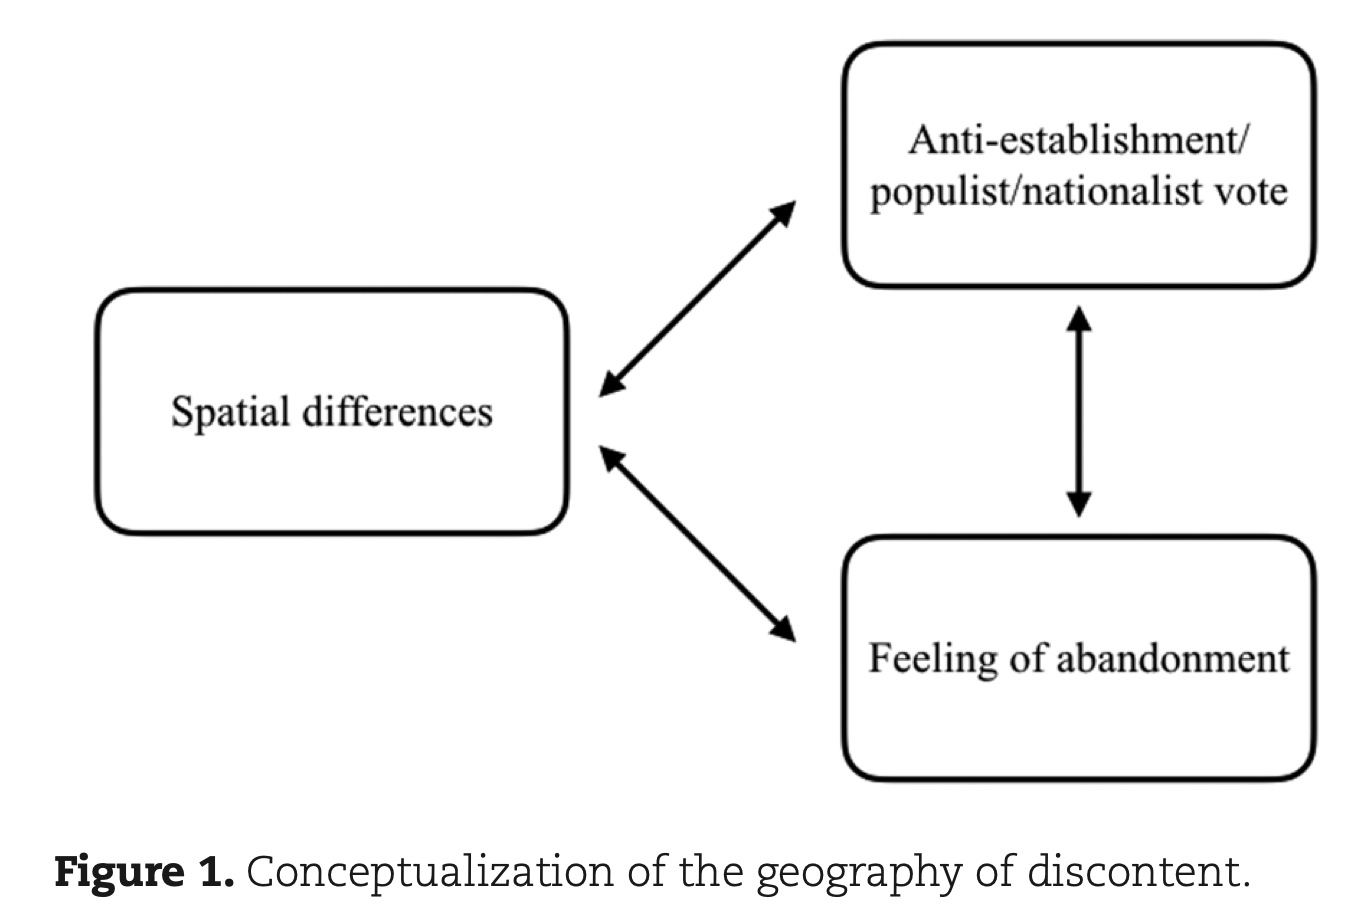 Anti-establishment/
populist/nationalist vote
Spatial differences
Feeling of abandonment
Figure 1. Conceptualization of the geography of discontent.